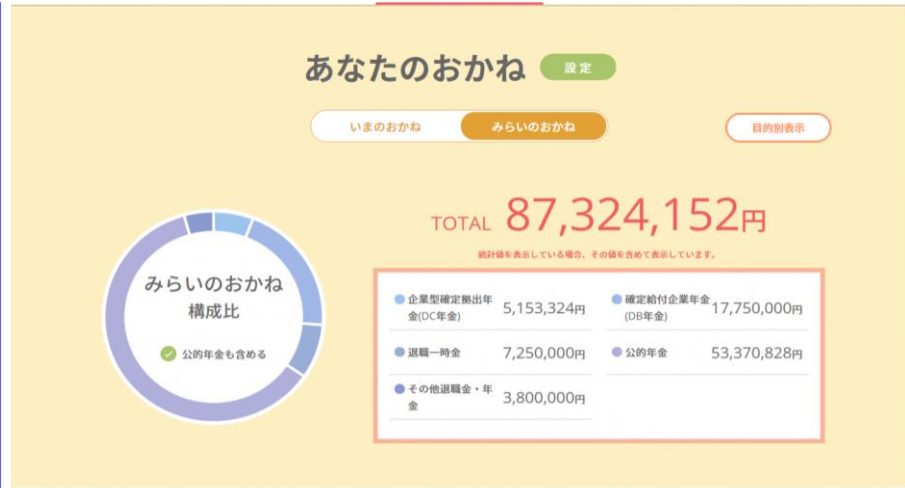 あなたのおかね
設定
いまのおかね
みらいのおかね
目的別表示
TOTAL 87,324,152円
統計値を表示している場合、その値を含めて表示しています。
みらいのおかね
構成比
公的年金も含める
企業型確定拠出年
金(DC年金)
5,153,324円
確定給付企業年金
(DB年金)
17,750,000円
退職一時金
7,250,000円
公的年金
53,370,828円
その他退職金・年
金
3,800,000円